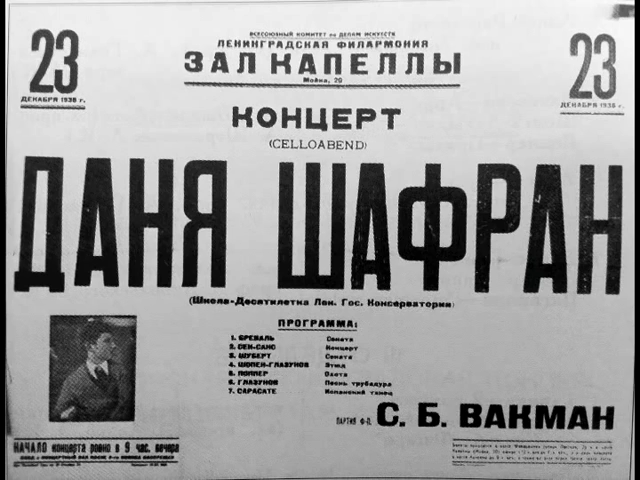 ВСЕСОЮЗНЫЙ КОМИТЕТ по ДЕЛАМ ИСКУССТВ
ЛЕНИНГРАДСКАЯ ФИЛАРМОНИЯ
ЗАЛ КАПЕЛЛЫ
Мойка, 20
23
ДЕКАБРЯ 1936 г.
23
ДЕКАБРЯ 1936 г.
КОНЦЕРТ
(CELLOABEND)
ДАНЯ ШАФРАН
(Школа-Десятилетка Лен. Гос. Консерватории)
ПРОГРАММА:
1. БРЕВАЛЬ Соната
2. СЕН-САНС Концерт
3. ШУБЕРТ Соната
4. ШОПЕН-ГЛАЗУНОВ Этюд
5. ПОППЕР
6. ГЛАЗУНОВ Песнь трубадура
7. САРАСАТЕ Испанский танец
ПАРТИЯ Ф-П. С. Б. ВАКМАН
НАЧАЛО концерта ровно в 9 час. вечера